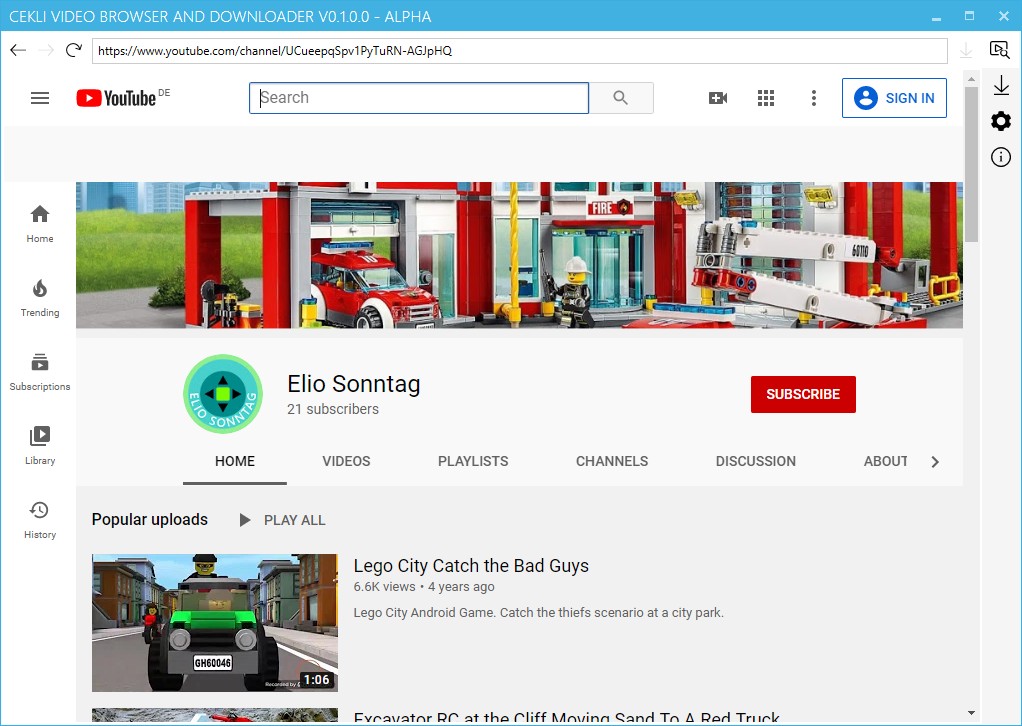 CEKLI VIDEO BROWSER AND DOWNLOADER V0.1.0.0 - ALPHA
https://www.youtube.com/channel/UCueepqSpv1PyTuRN-AGJpHQ
YouTube DE
Search
SIGN IN
Home
Trending
Subscriptions
Library
History
FIRE
60110
ELIO SONNTAG
Elio Sonntag
21 subscribers
SUBSCRIBE
HOME VIDEOS PLAYLISTS CHANNELS DISCUSSION ABOUT
Popular uploads PLAY ALL
GH60046
Recorded by
1:06
Lego City Catch the Bad Guys
6.6K views • 4 years ago
Lego City Android Game. Catch the thiefs scenario at a city park.
Excavator RC at the Cliff Moving Sand To A Red Truck